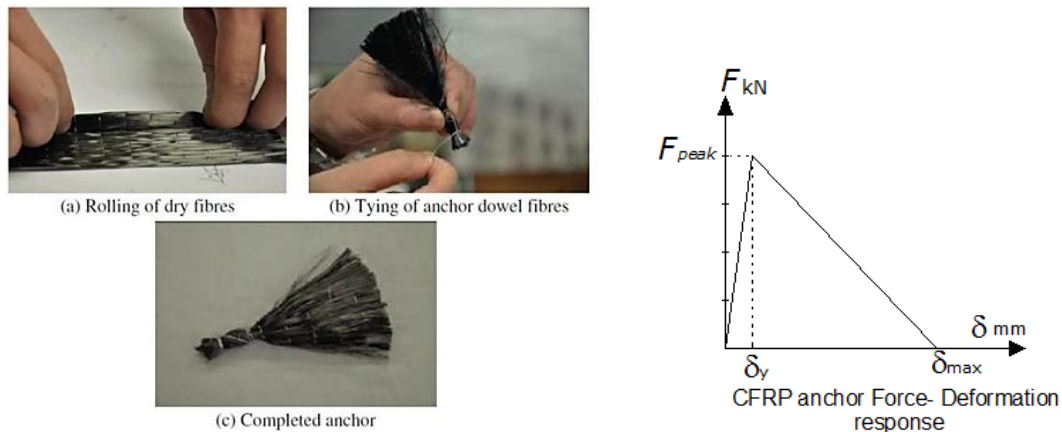 (a) Rolling of dry fibres
(b) Tying of anchor dowel fibres
(c) Completed anchor
F kN
Fpeak
δ mm
δy
δmax
CFRP anchor Force- Deformation
response